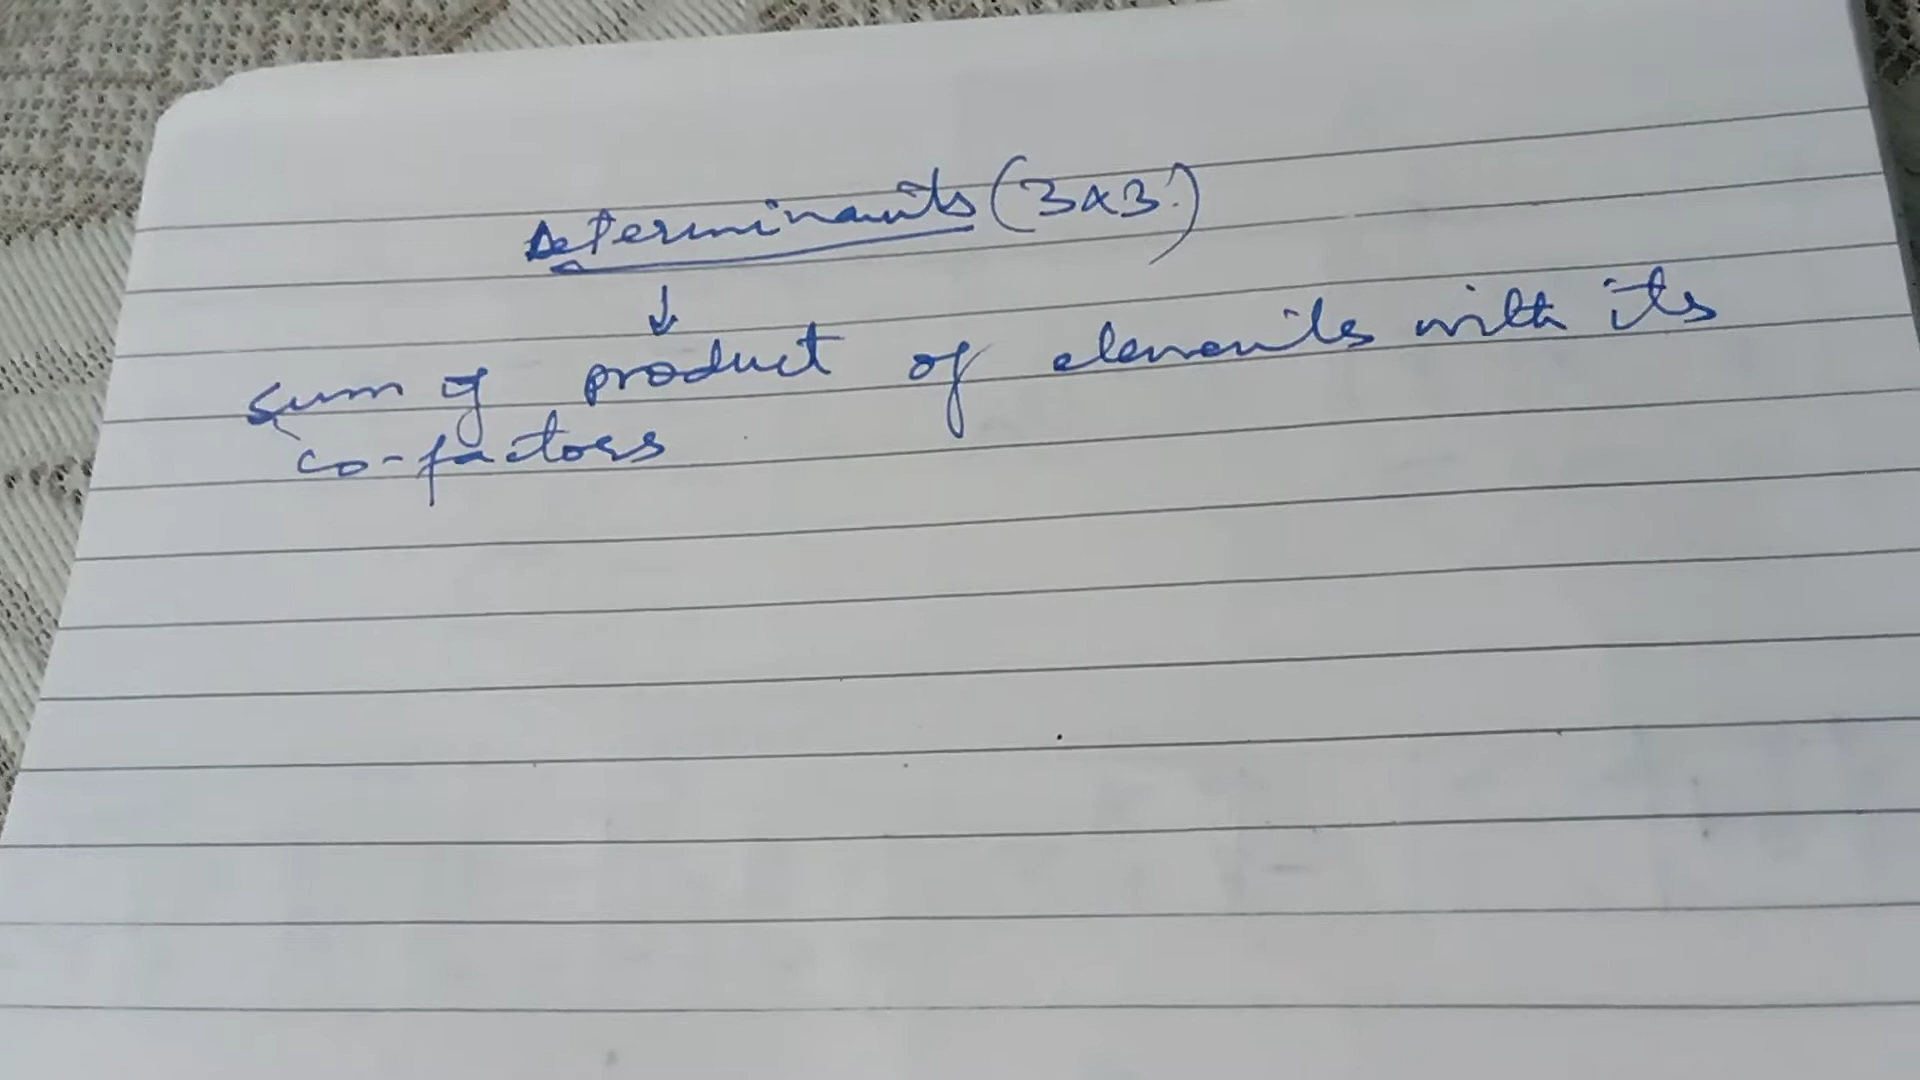 Determinants (3x3)
↓
sum of product of elements with its
co-factors